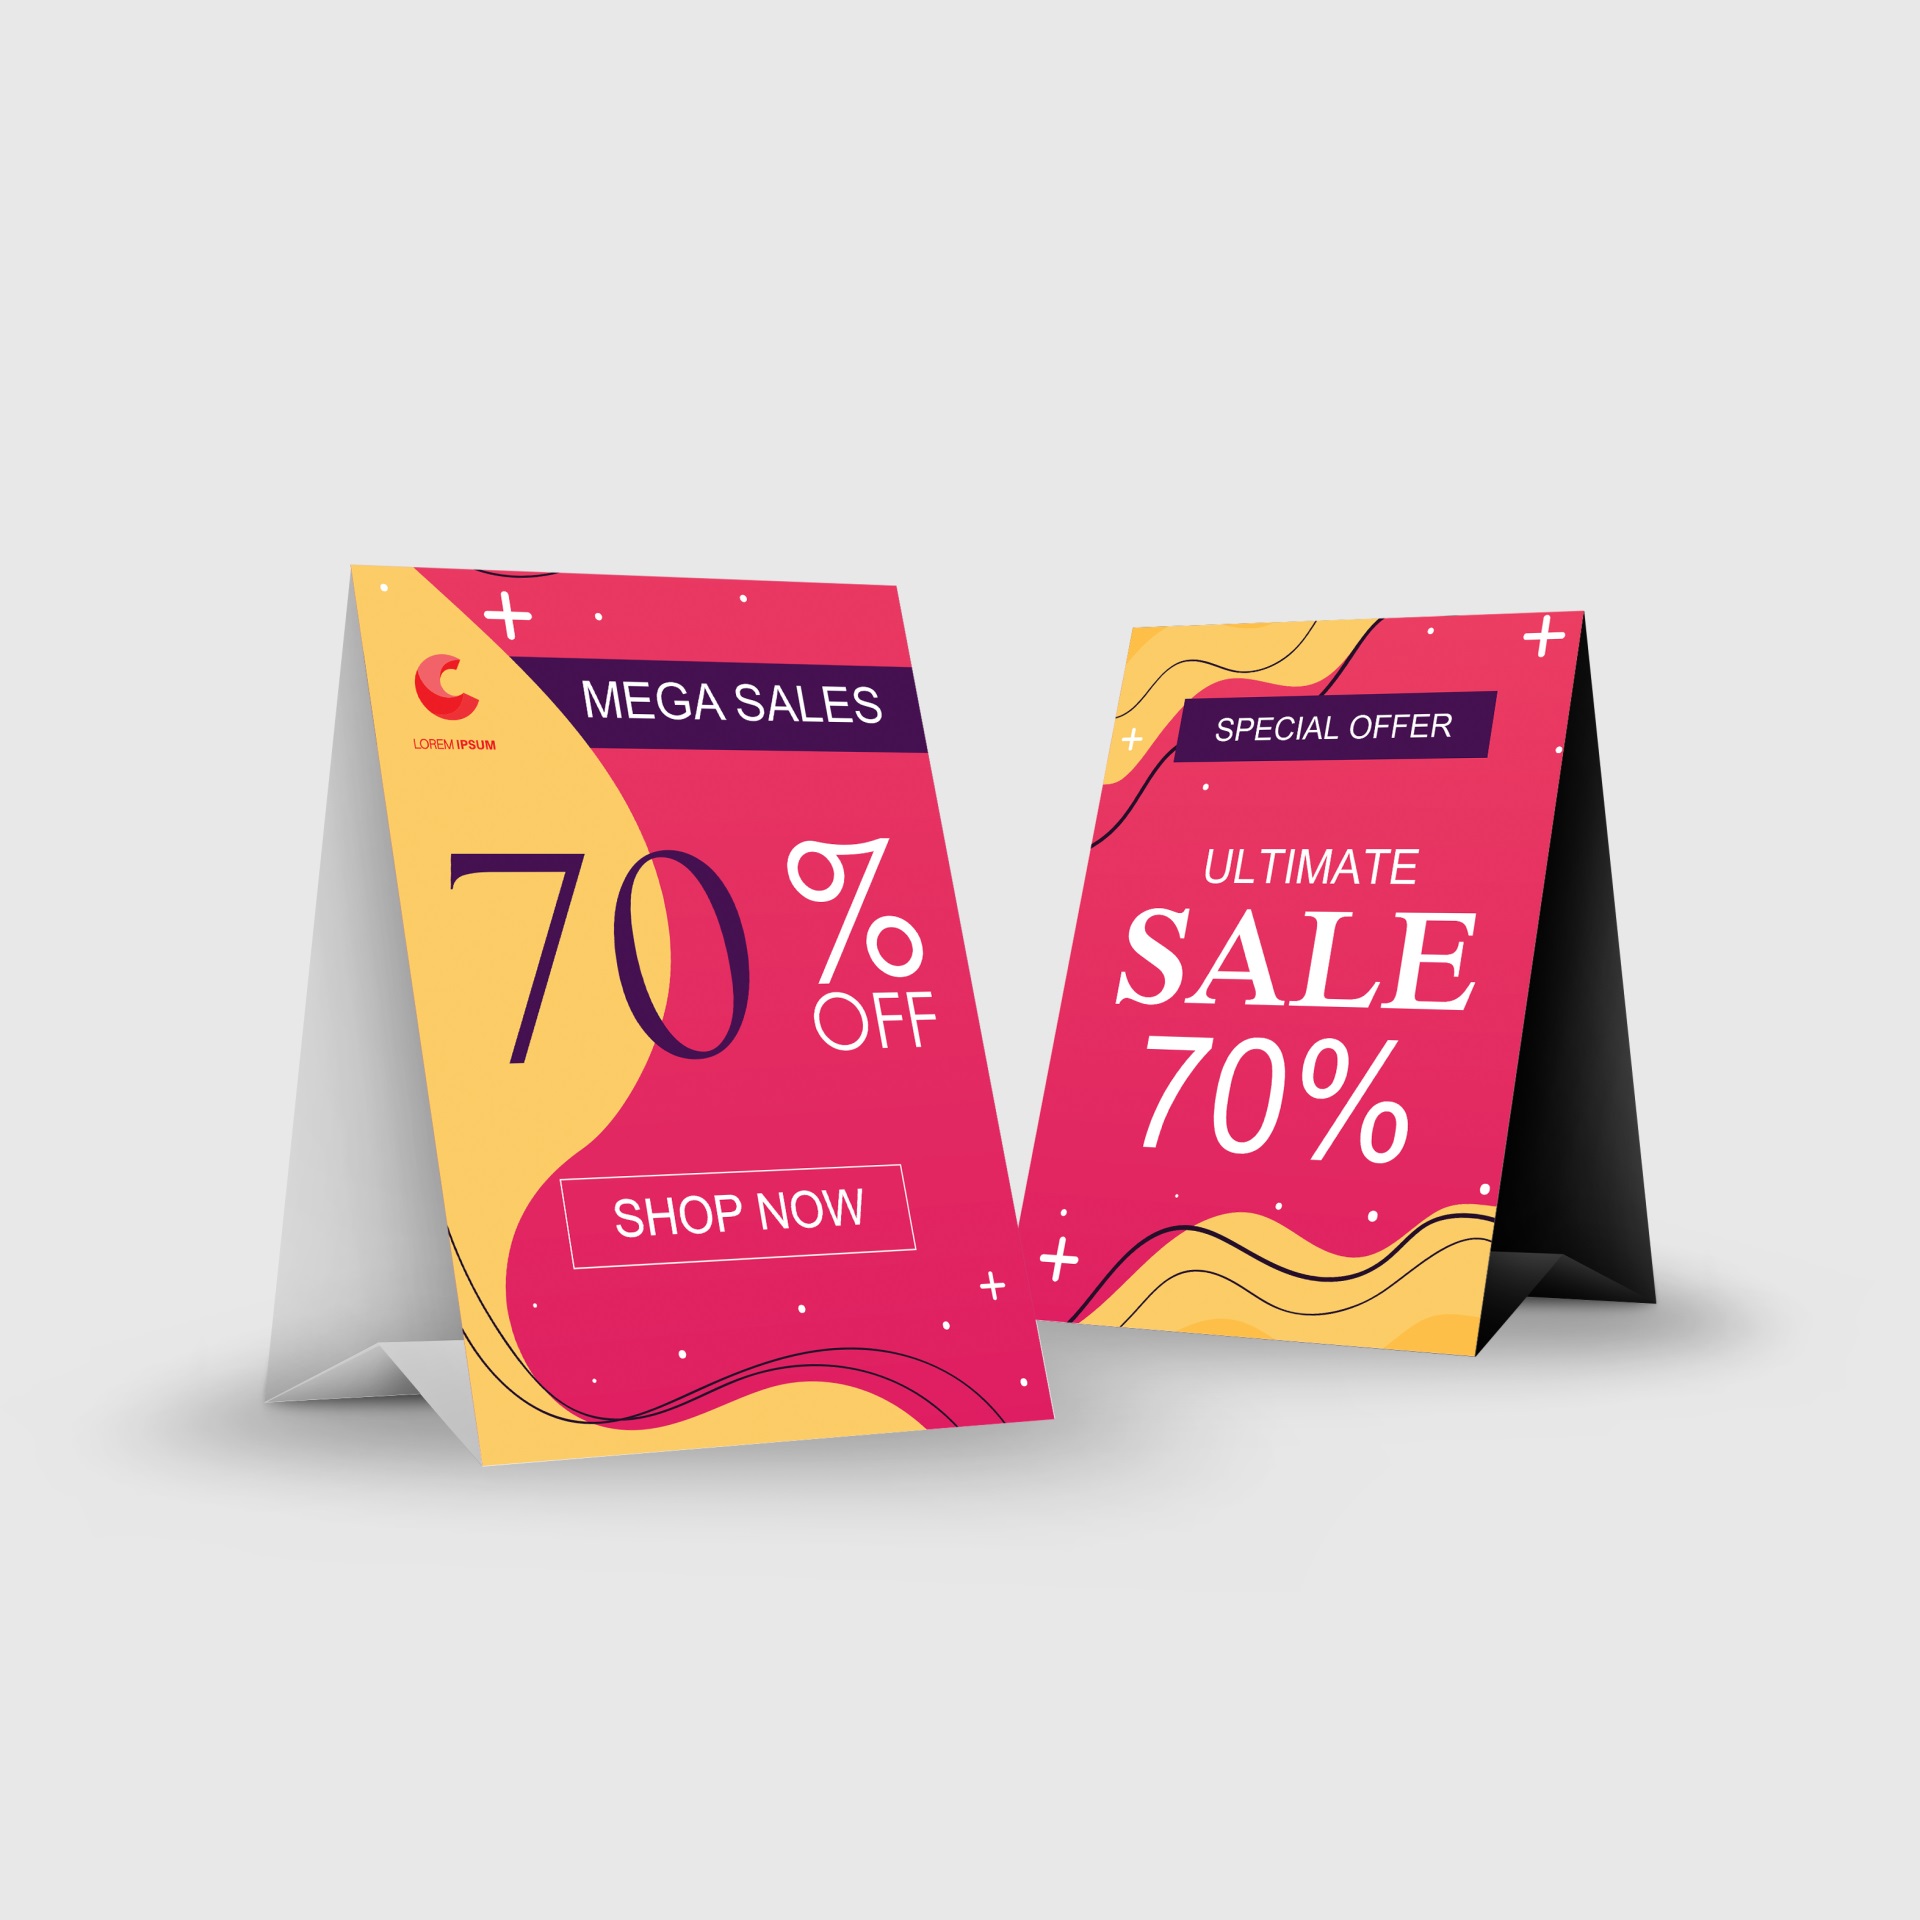 MEGA SALES
LOREM IPSUM
70%
OFF
SHOP NOW
SPECIAL OFFER
ULTIMATE
SALE
70%